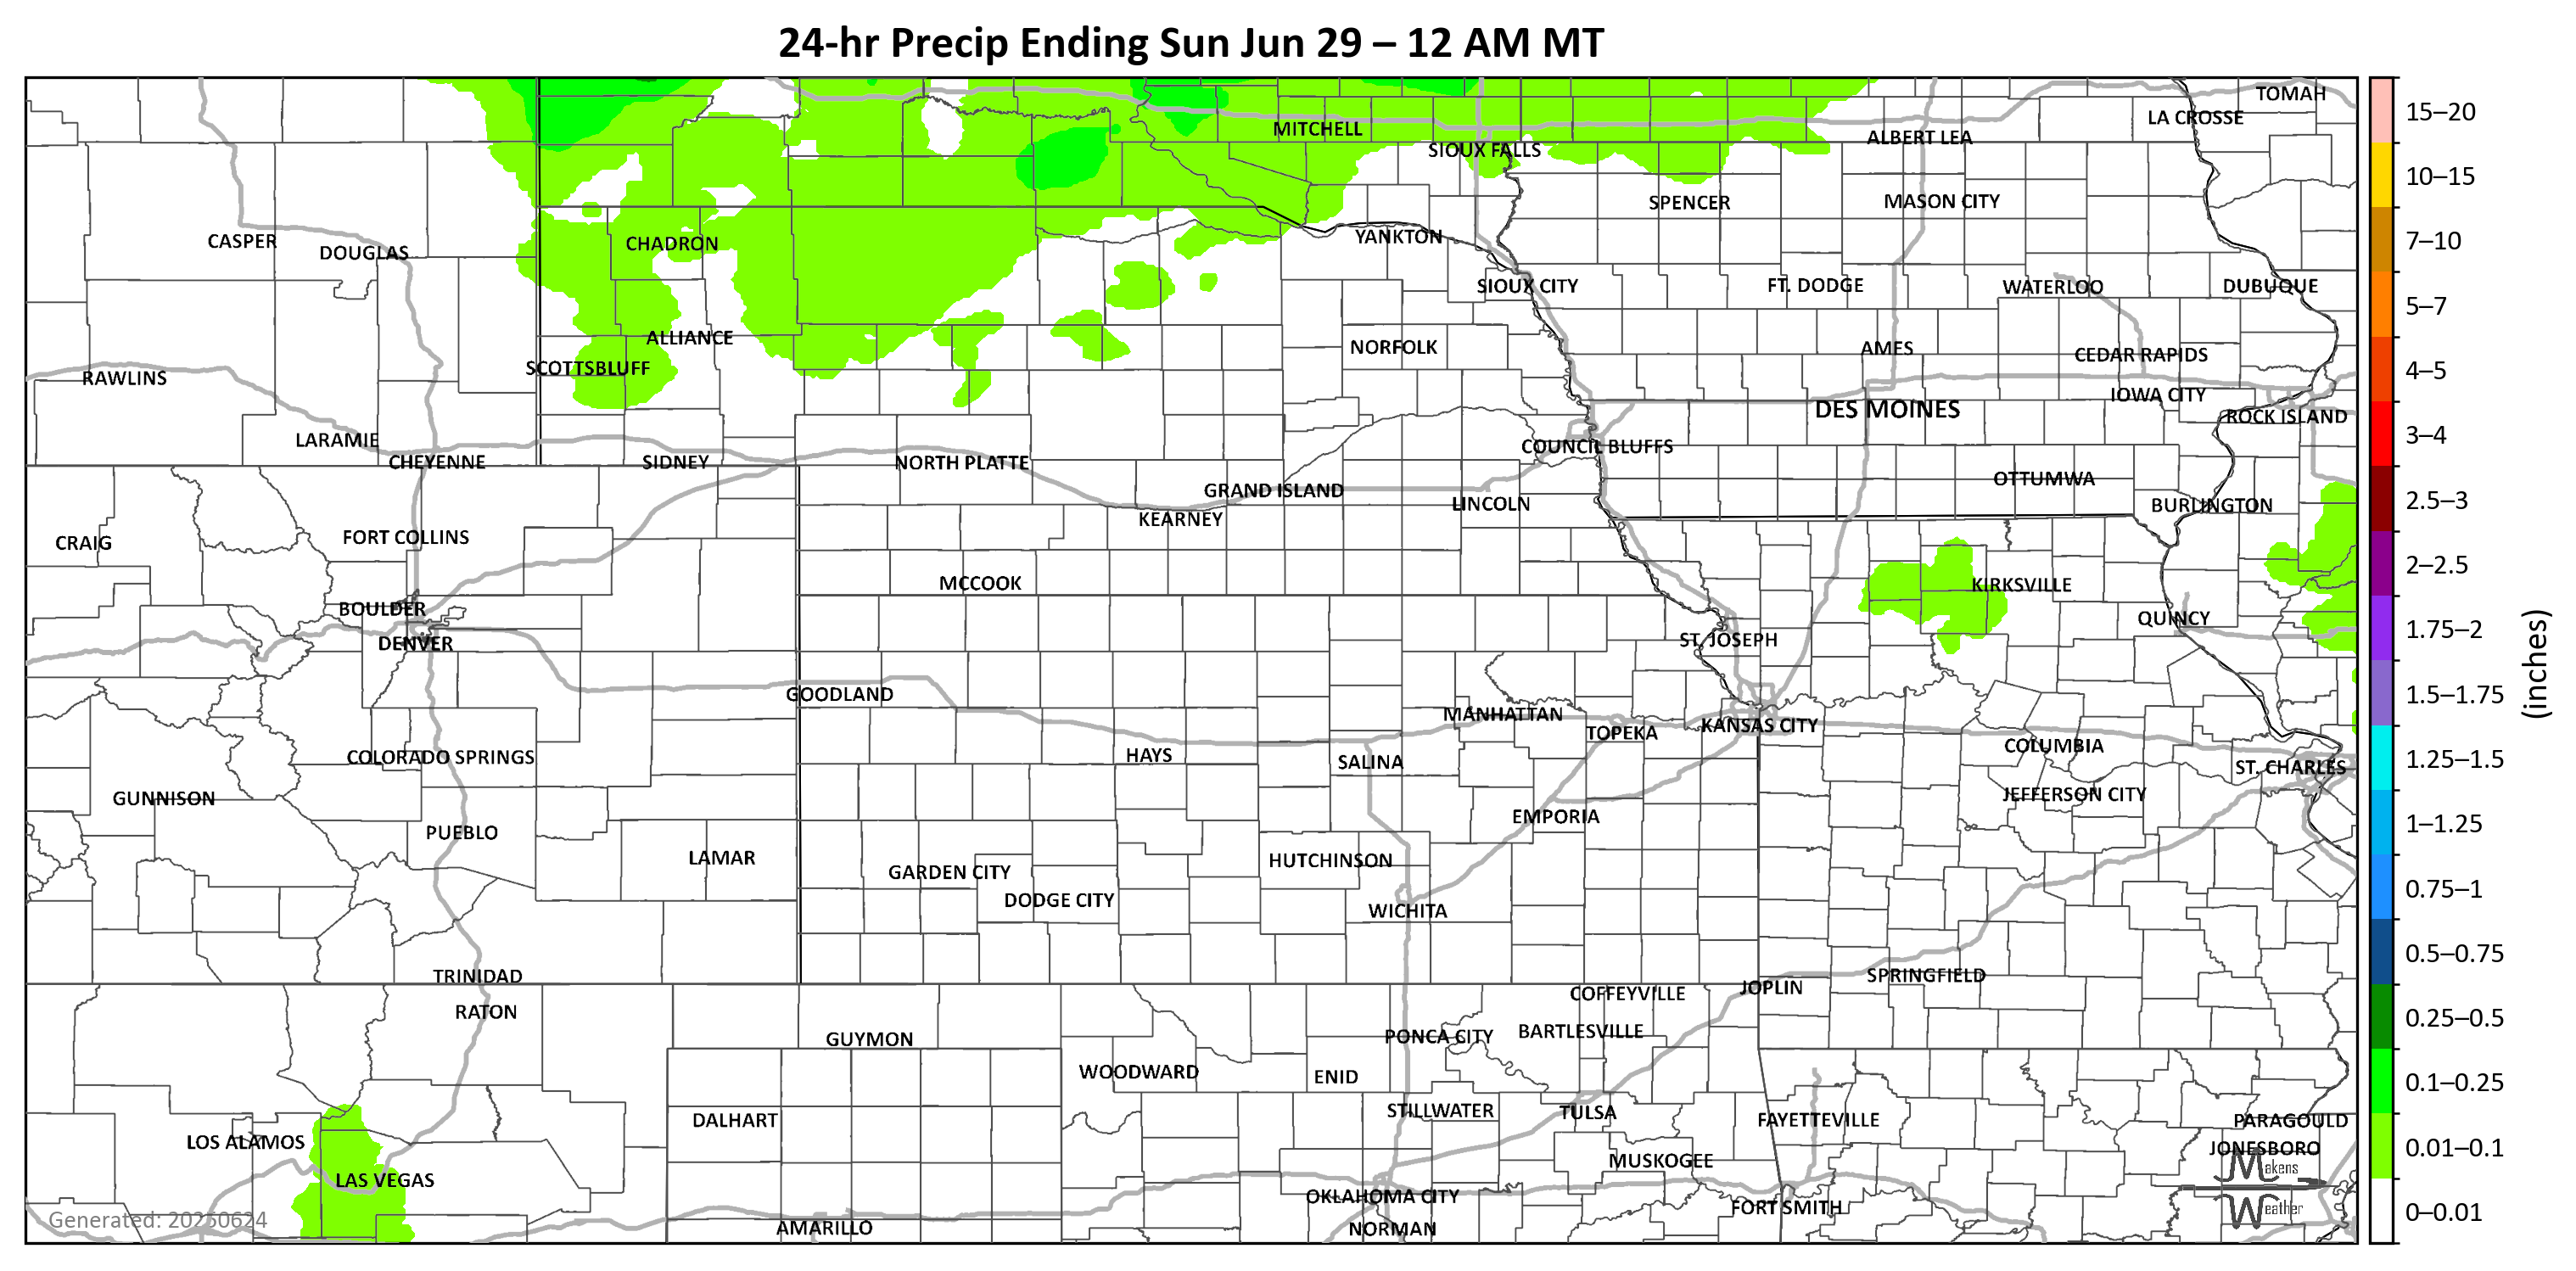 24-hr Precip Ending Sun Jun 29 – 12 AM MT
TOMAH
LA CROSSE
MITCHELL
ALBERT LEA
SIOUX FALLS
SPENCER
MASON CITY
CASPER
DOUGLAS
CHADRON
YANKTON
SIOUX CITY
FT. DODGE
WATERLOO
DUBUQUE
ALLIANCE
NORFOLK
AMES
CEDAR RAPIDS
SCOTTSBLUFF
RAWLINS
IOWA CITY
DES MOINES
ROCK ISLAND
LARAMIE
COUNCIL BLUFFS
CHEYENNE
SIDNEY
NORTH PLATTE
OTTUMWA
GRAND ISLAND
LINCOLN
BURLINGTON
KEARNEY
FORT COLLINS
CRAIG
MCCOOK
KIRKSVILLE
BOULDER
QUINCY
DENVER
ST. JOSEPH
GOODLAND
MANHATTAN
TOPEKA
KANSAS CITY
COLUMBIA
COLORADO SPRINGS
HAYS
SALINA
ST. CHARLES
GUNNISON
JEFFERSON CITY
EMPORIA
PUEBLO
LAMAR
HUTCHINSON
GARDEN CITY
DODGE CITY
WICHITA
TRINIDAD
SPRINGFIELD
JOPLIN
COFFEYVILLE
RATON
GUYMON
PONCA CITY
BARTLESVILLE
WOODWARD
ENID
DALHART
STILLWATER
TULSA
FAYETTEVILLE
PARAGOULD
LOS ALAMOS
JONESBORO
MUSKOGEE
LAS VEGAS
OKLAHOMA CITY
FORT SMITH
AMARILLO
NORMAN
Generated: 20250624
Makens
Weather
15–20
10–15
7–10
5–7
4–5
3–4
2.5–3
2–2.5
1.75–2
1.5–1.75
1.25–1.5
1–1.25
0.75–1
0.5–0.75
0.25–0.5
0.1–0.25
0.01–0.1
0–0.01
(inches)